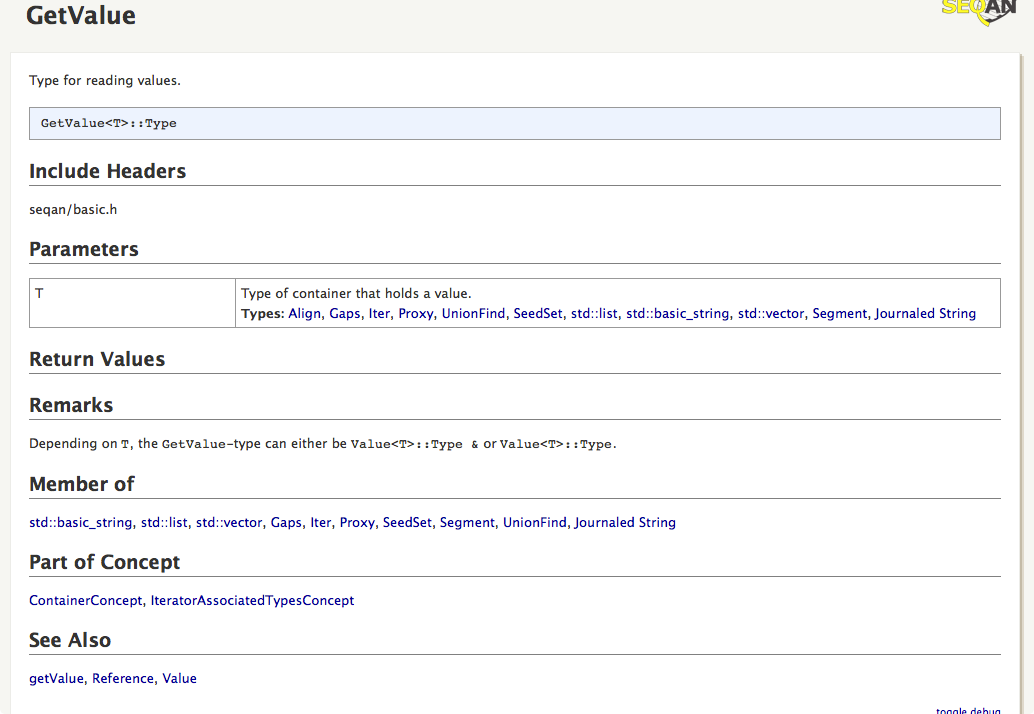 GetValue
SEQAN
Type for reading values.
GetValue<T>::Type
Include Headers
seqan/basic.h
Parameters
T
Type of container that holds a value.
Types: Align, Gaps, Iter, Proxy, UnionFind, SeedSet, std::list, std::basic_string, std::vector, Segment, Journaled String
Return Values
Remarks
Depending on T, the GetValue-type can either be Value<T>::Type & or Value<T>::Type.
Member of
std::basic_string, std::list, std::vector, Gaps, Iter, Proxy, SeedSet, Segment, UnionFind, Journaled String
Part of Concept
ContainerConcept, IteratorAssociatedTypesConcept
See Also
getValue, Reference, Value
toggle debug